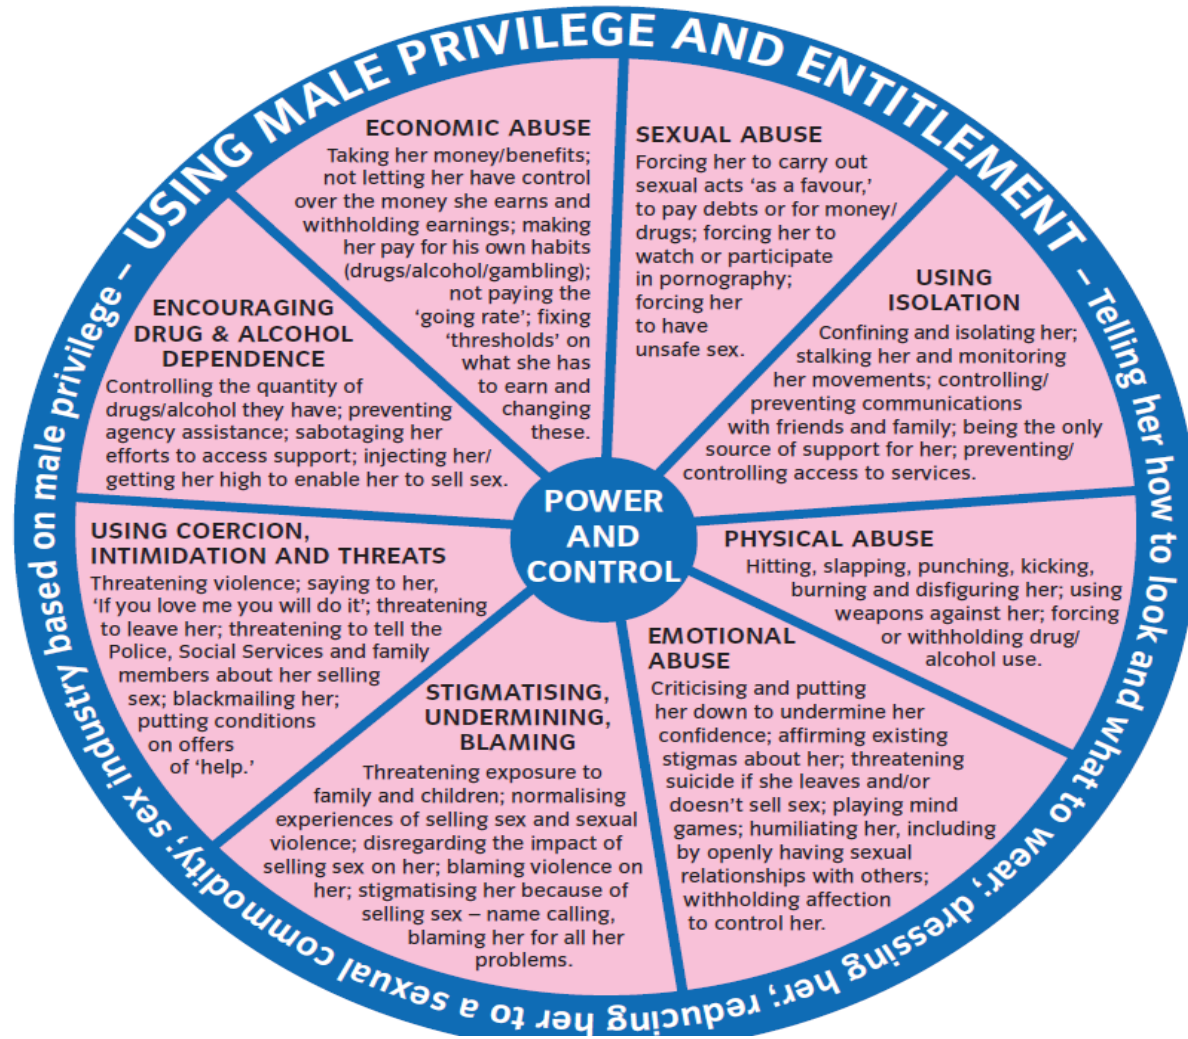 USING MALE PRIVILEGE AND ENTITLEMENT – Telling her how to look and what to wear; dressing her; reducing her to a sexual commodity; sex industry based on male privilege –
ECONOMIC ABUSE
Taking her money/benefits;
not letting her have control
over the money she earns and
withholding earnings; making
her pay for his own habits
(drugs/alcohol/gambling);
not paying the
‘going rate’; fixing
‘thresholds’ on
what she has
to earn and
changing
these.
SEXUAL ABUSE
Forcing her to carry out
sexual acts ‘as a favour,’
to pay debts or for money/
drugs; forcing her to
watch or participate
in pornography;
forcing her
to have
unsafe sex.
USING
ISOLATION
Confining and isolating her;
stalking her and monitoring
her movements; controlling/
preventing communications
with friends and family; being the only
source of support for her; preventing/
controlling access to services.
PHYSICAL ABUSE
Hitting, slapping, punching, kicking,
burning and disfiguring her; using
weapons against her; forcing
or withholding drug/
alcohol use.
EMOTIONAL
ABUSE
Criticising and putting
her down to undermine her
confidence; affirming existing
stigmas about her; threatening
suicide if she leaves and/or
doesn’t sell sex; playing mind
games; humiliating her, including
by openly having sexual
relationships with others;
withholding affection
to control her.
STIGMATISING,
UNDERMINING,
BLAMING
Threatening exposure to
family and children; normalising
experiences of selling sex and sexual
violence; disregarding the impact of
selling sex on her; blaming violence on
her; stigmatising her because of
selling sex – name calling,
blaming her for all her
problems.
USING COERCION,
INTIMIDATION AND THREATS
Threatening violence; saying to her,
‘If you love me you will do it’; threatening
to leave her; threatening to tell the
Police, Social Services and family
members about her selling
sex; blackmailing her;
putting conditions
on offers
of ‘help.’
ENCOURAGING
DRUG & ALCOHOL
DEPENDENCE
Controlling the quantity of
drugs/alcohol they have; preventing
agency assistance; sabotaging her
efforts to access support; injecting her/
getting her high to enable her to sell sex.
POWER
AND
CONTROL